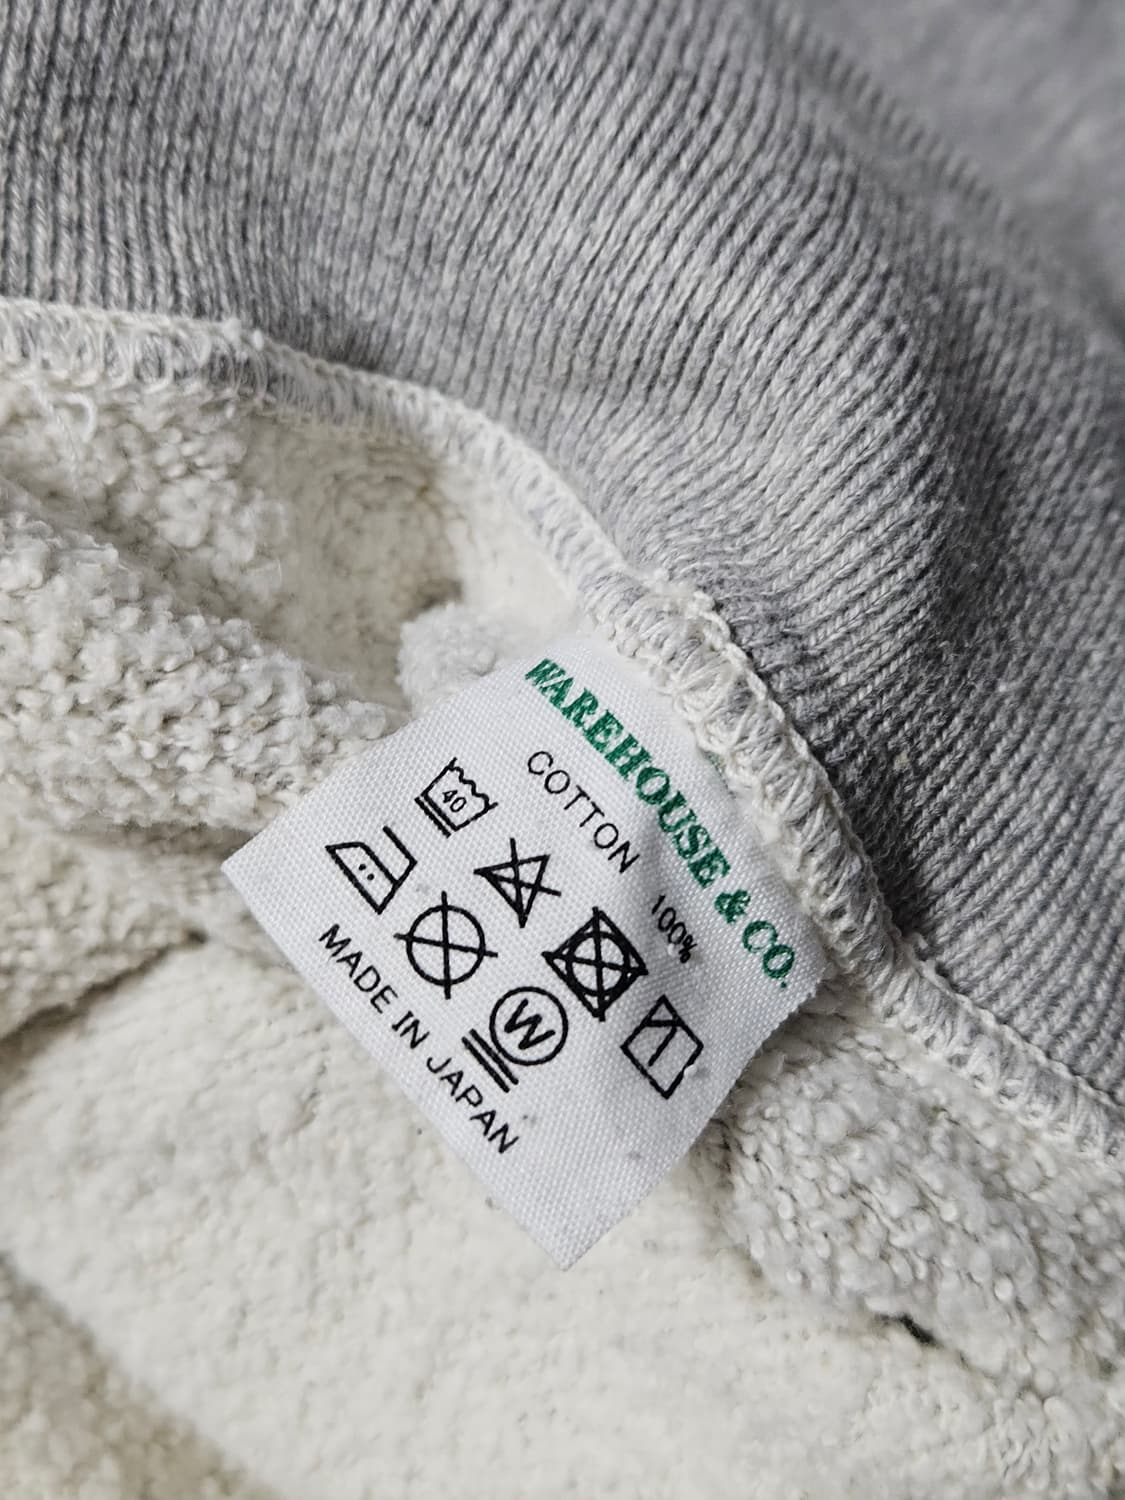 WAREHOUSE & CO.
COTTON 100%
40
W
MADE IN JAPAN